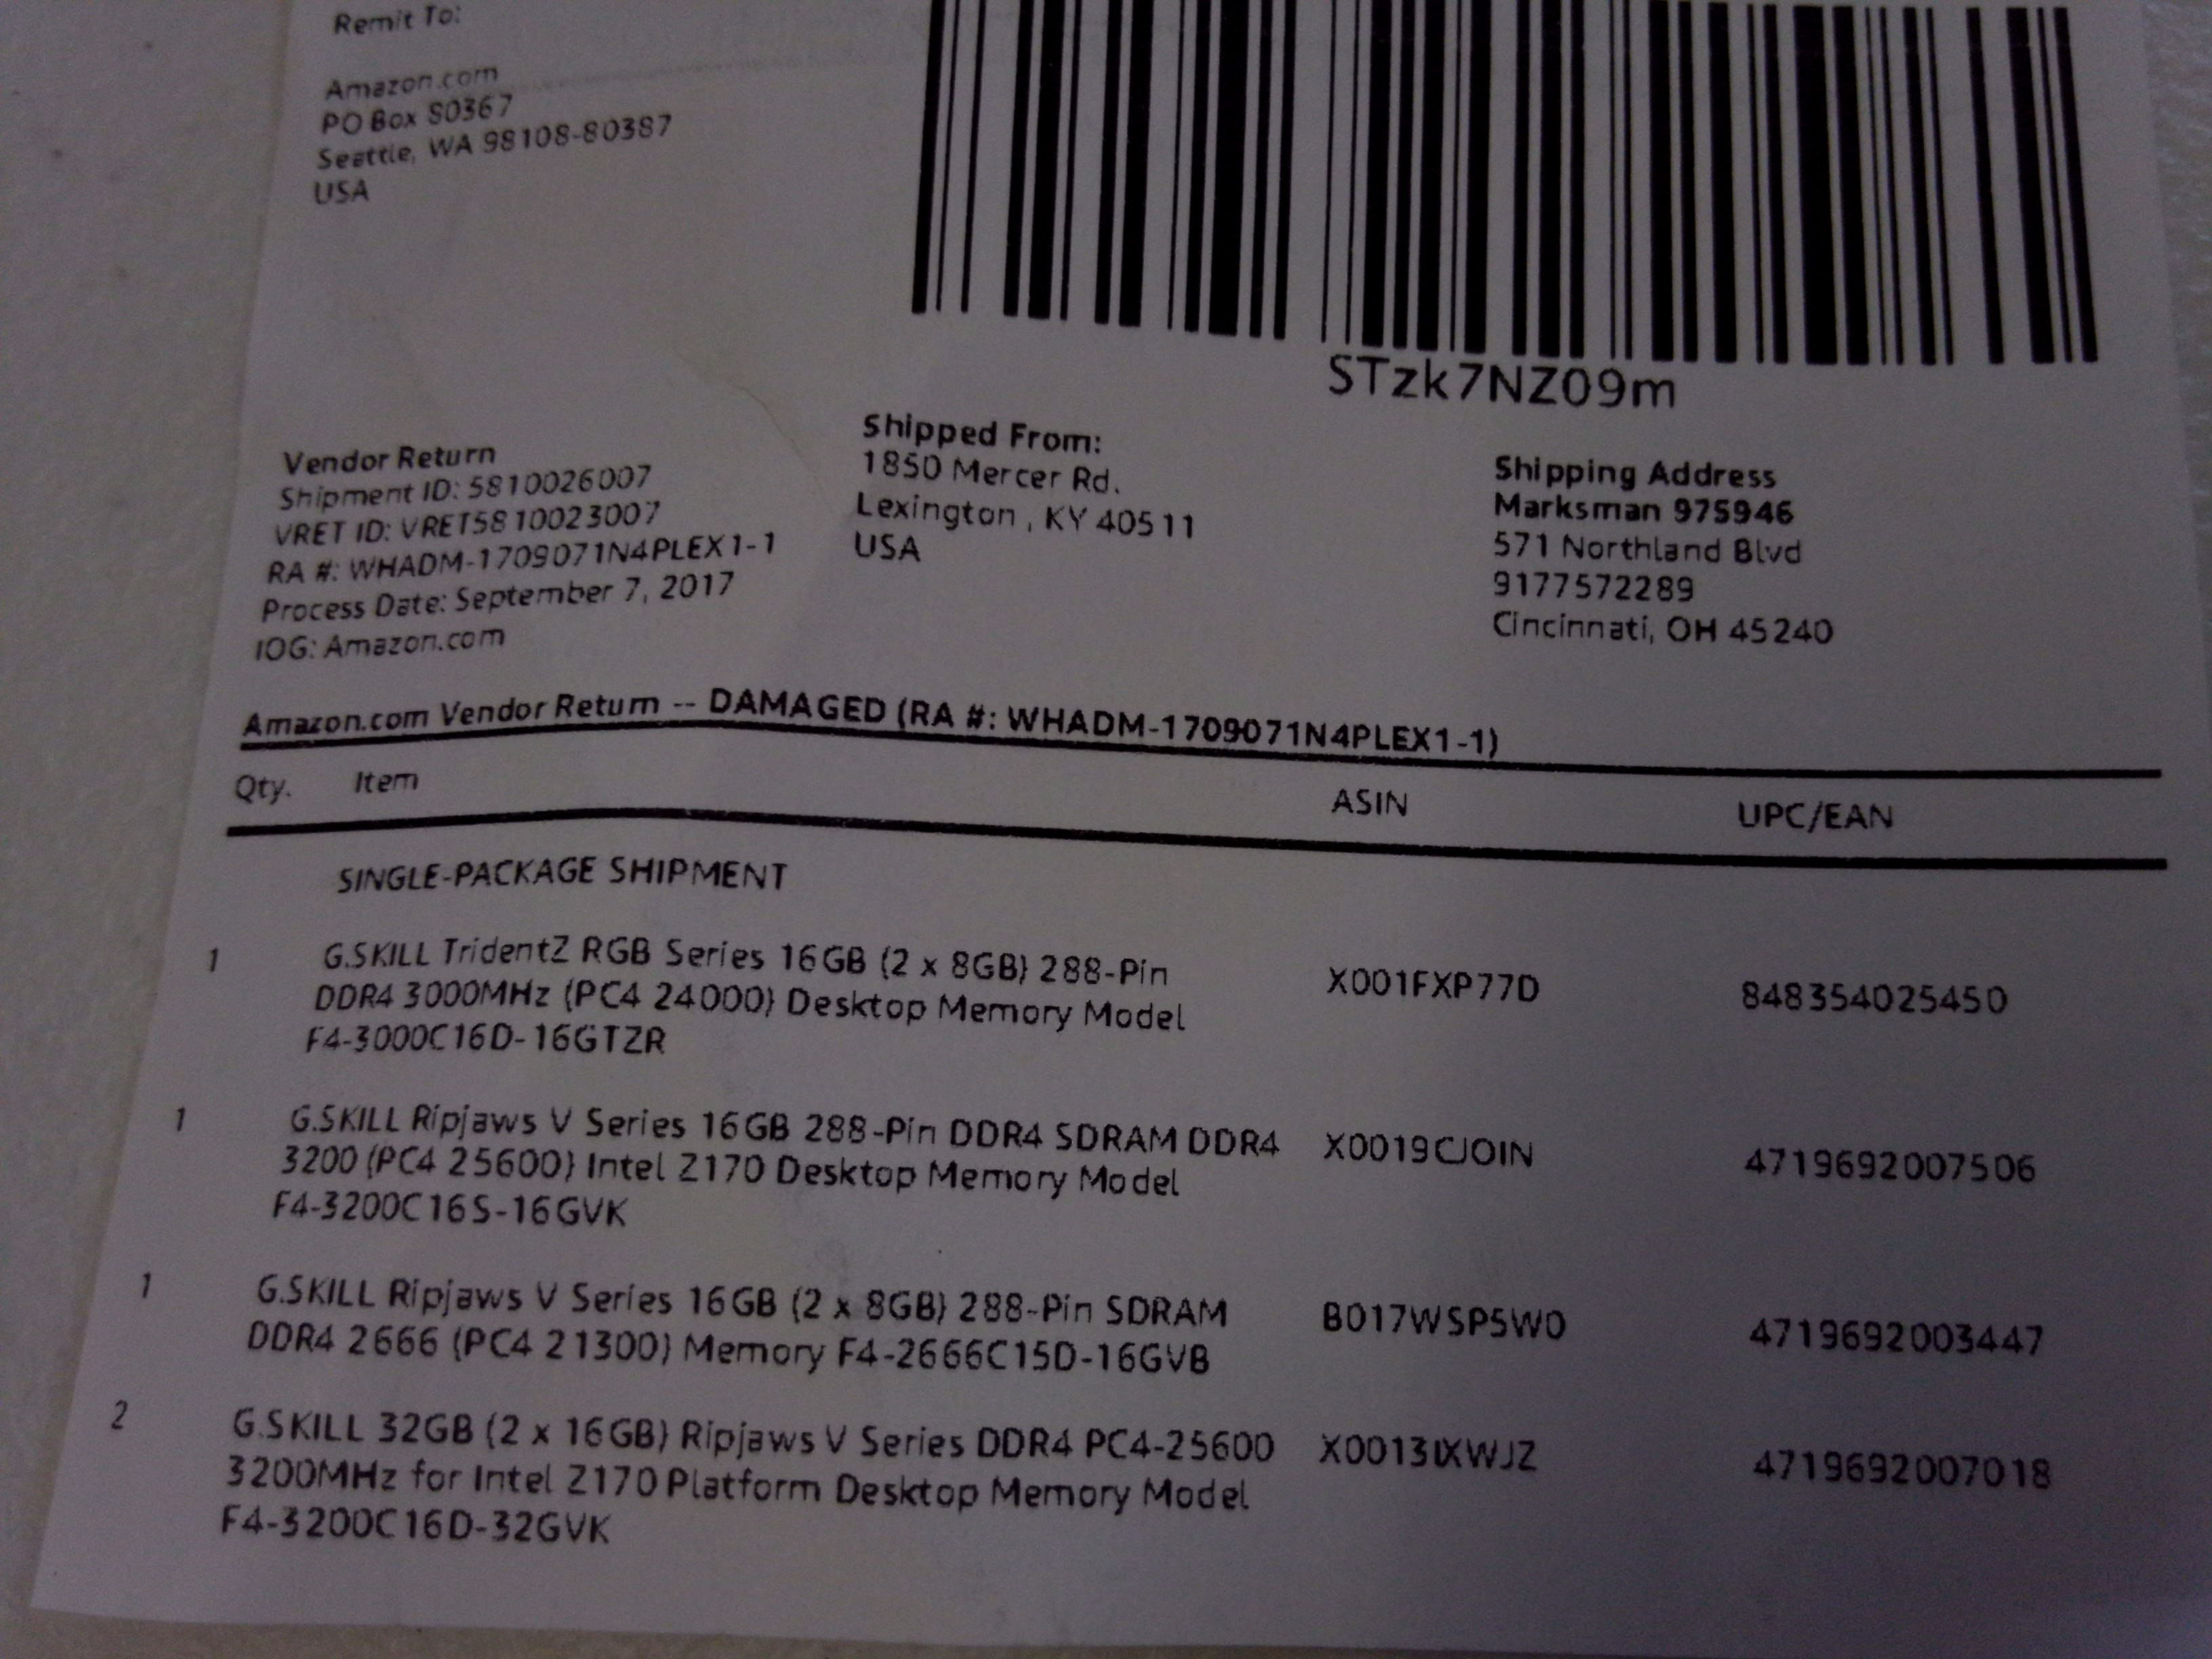 Remit To:
Amazon.com
PO Box 80367
Seattle, WA 98108-80387
USA
STzk7NZ09m
Vendor Return
Shipment ID: 5810026007
VRET ID: VRET5810023007
RA #: WHADM-1709071N4PLEX1-1
Process Date: September 7, 2017
IOG: Amazon.com
Shipped From:
1850 Mercer Rd.
Lexington , KY 40511
USA
Shipping Address
Marksman 975946
571 Northland Blvd
9177572289
Cincinnati, OH 45240
Amazon.com Vendor Return -- DAMAGED (RA #: WHADM-1709071N4PLEX1-1)
Qty. Item ASIN UPC/EAN
SINGLE-PACKAGE SHIPMENT
1 G.SKILL TridentZ RGB Series 16GB (2 x 8GB) 288-Pin X001FXP77D 848354025450
DDR4 3000MHz (PC4 24000) Desktop Memory Model
F4-3000C16D-16GTZR
1 G.SKILL Ripjaws V Series 16GB 288-Pin DDR4 SDRAM DDR4 X0019CJOIN 4719692007506
3200 (PC4 25600) Intel Z170 Desktop Memory Model
F4-3200C16S-16GVK
1 G.SKILL Ripjaws V Series 16GB (2 x 8GB) 288-Pin SDRAM B017WSP5W0 4719692003447
DDR4 2666 (PC4 21300) Memory F4-2666C15D-16GVB
2 G.SKILL 32GB (2 x 16GB) Ripjaws V Series DDR4 PC4-25600 X0013IXWJZ 4719692007018
3200MHz for Intel Z170 Platform Desktop Memory Model
F4-3200C16D-32GVK